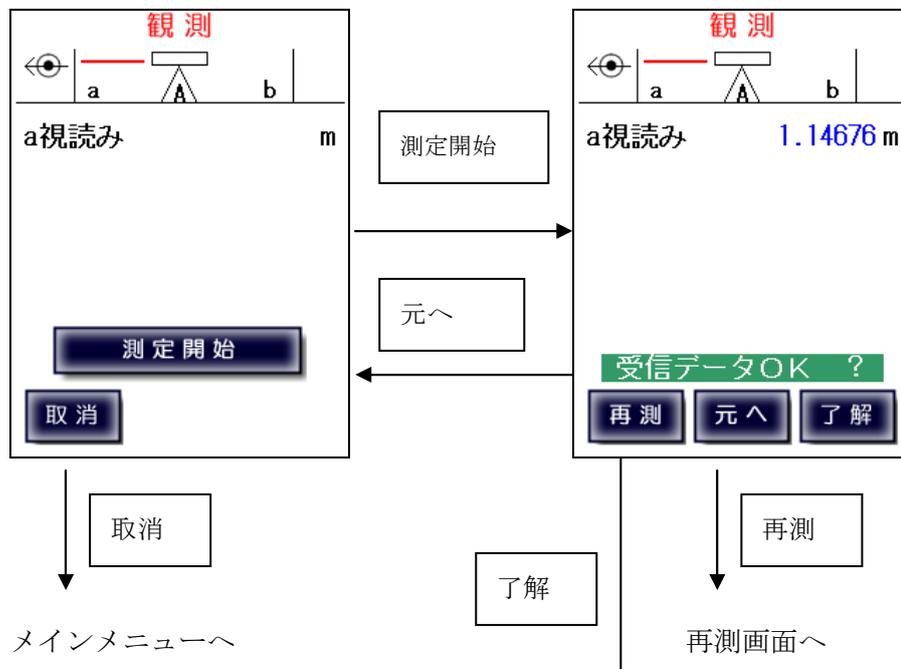 観測
a
A
b
a視読み m
測定開始
取消
測定開始
元へ
観測
a
A
b
a視読み 1.14676m
受信データOK ?
再測
元へ
了解
取消
メインメニューへ
了解
再測
再測画面へ